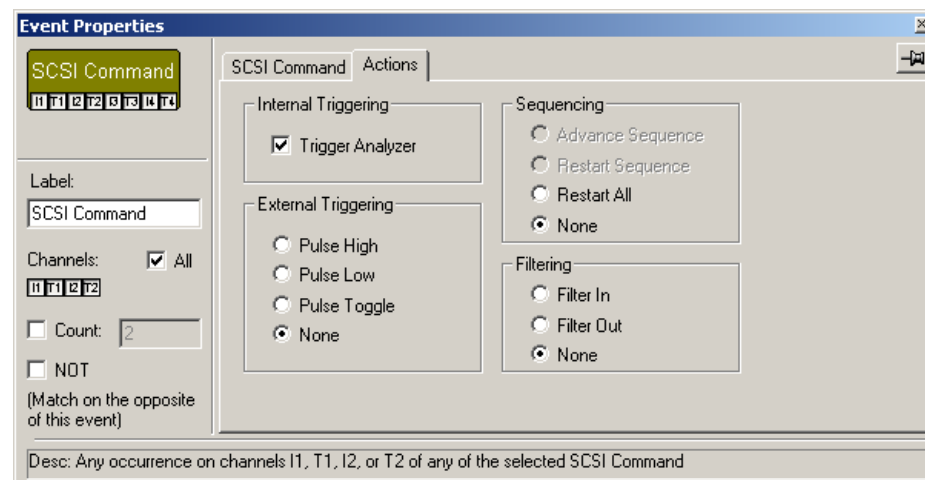 Event Properties
SCSI Command
I1 T1 I2 T2 I3 T3 I4 T4
Label:
SCSI Command
Channels: All
I1 T1 I2 T2
Count: 2
NOT
(Match on the opposite
of this event)
SCSI Command Actions
Internal Triggering
Trigger Analyzer
External Triggering
Pulse High
Pulse Low
Pulse Toggle
None
Sequencing
Advance Sequence
Restart Sequence
Restart All
None
Filtering
Filter In
Filter Out
None
Desc: Any occurrence on channels I1, T1, I2, or T2 of any of the selected SCSI Command